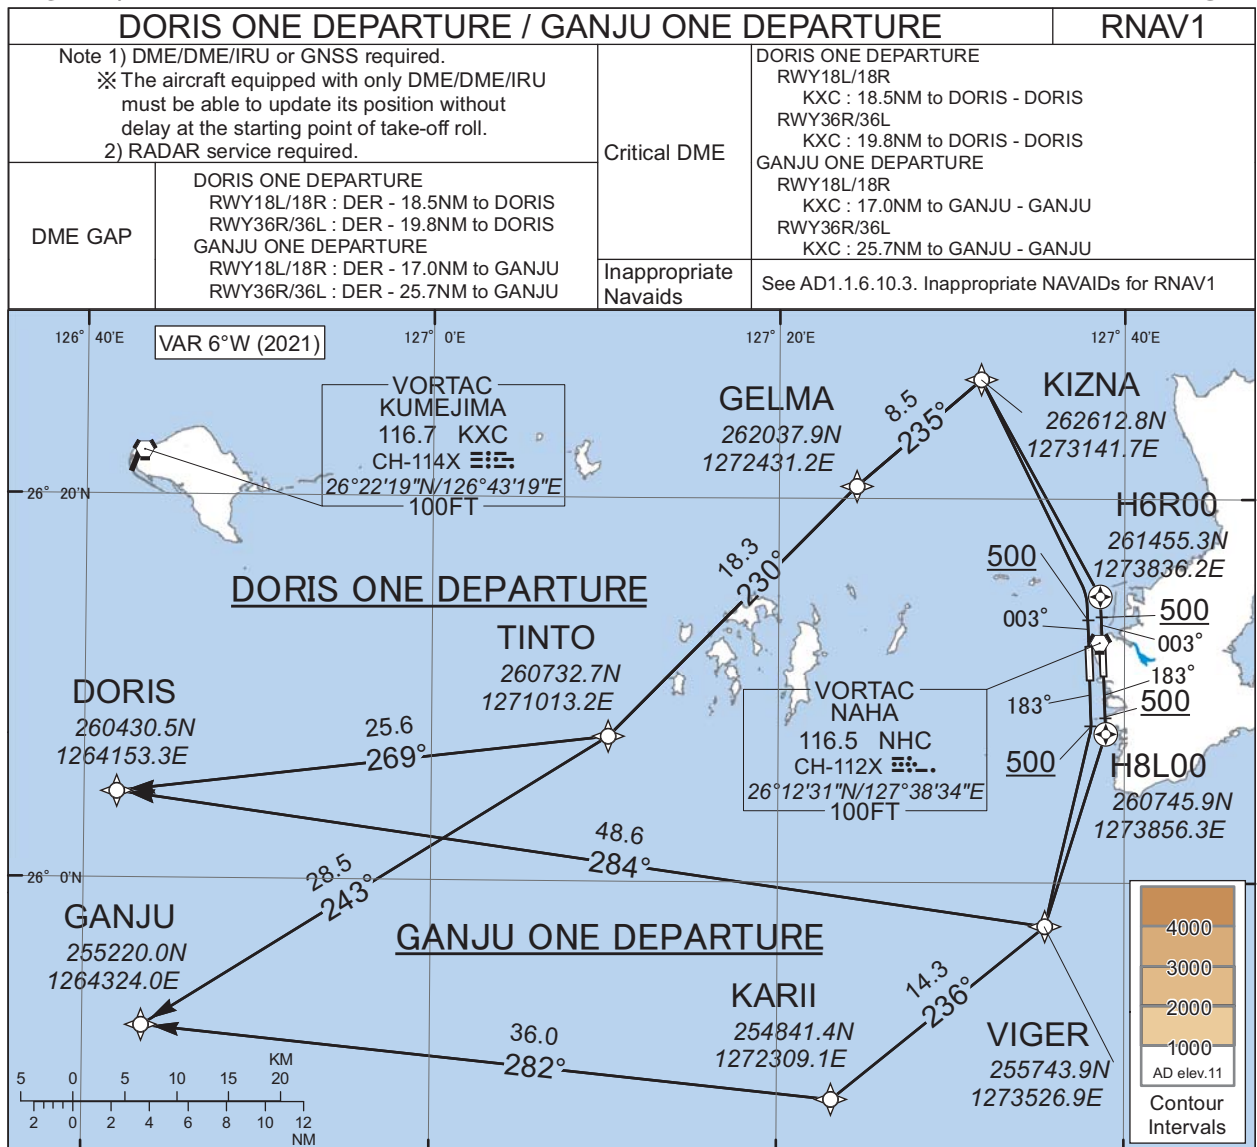 DORIS ONE DEPARTURE / GANJU ONE DEPARTURE
RNAV1
Note 1) DME/DME/IRU or GNSS required.
※ The aircraft equipped with only DME/DME/IRU
must be able to update its position without
delay at the starting point of take-off roll.
2) RADAR service required.
DME GAP
DORIS ONE DEPARTURE
RWY18L/18R : DER - 18.5NM to DORIS
RWY36R/36L : DER - 19.8NM to DORIS
GANJU ONE DEPARTURE
RWY18L/18R : DER - 17.0NM to GANJU
RWY36R/36L : DER - 25.7NM to GANJU
Critical DME
DORIS ONE DEPARTURE
RWY18L/18R
KXC : 18.5NM to DORIS - DORIS
RWY36R/36L
KXC : 19.8NM to DORIS - DORIS
GANJU ONE DEPARTURE
RWY18L/18R
KXC : 17.0NM to GANJU - GANJU
RWY36R/36L
KXC : 25.7NM to GANJU - GANJU
Inappropriate
Navaids
See AD1.1.6.10.3. Inappropriate NAVAIDs for RNAV1
126° 40′E
127° 0′E
127° 20′E
127° 40′E
VAR 6°W (2021)
VORTAC
KUMEJIMA
116.7 KXC
CH-114X
26°22'19"N/126°43'19"E
100FT
GELMA
262037.9N
1272431.2E
8.5
235°
KIZNA
262612.8N
1273141.7E
26° 20′N
H6R00
261455.3N
1273836.2E
500
500
003°
003°
18.3
230°
DORIS ONE DEPARTURE
TINTO
260732.7N
1271013.2E
183°
183°
500
500
VORTAC
NAHA
116.5 NHC
CH-112X
26°12'31"N/127°38'34"E
100FT
DORIS
260430.5N
1264153.3E
25.6
269°
H8L00
260745.9N
1273856.3E
48.6
284°
26° 0′N
28.5
243°
GANJU
255220.0N
1264324.0E
GANJU ONE DEPARTURE
KARII
254841.4N
1272309.1E
14.3
236°
VIGER
255743.9N
1273526.9E
36.0
282°
KM
5 0 5 10 15 20
2 0 2 4 6 8 10 12
NM
4000
3000
2000
1000
AD elev.11
Contour
Intervals